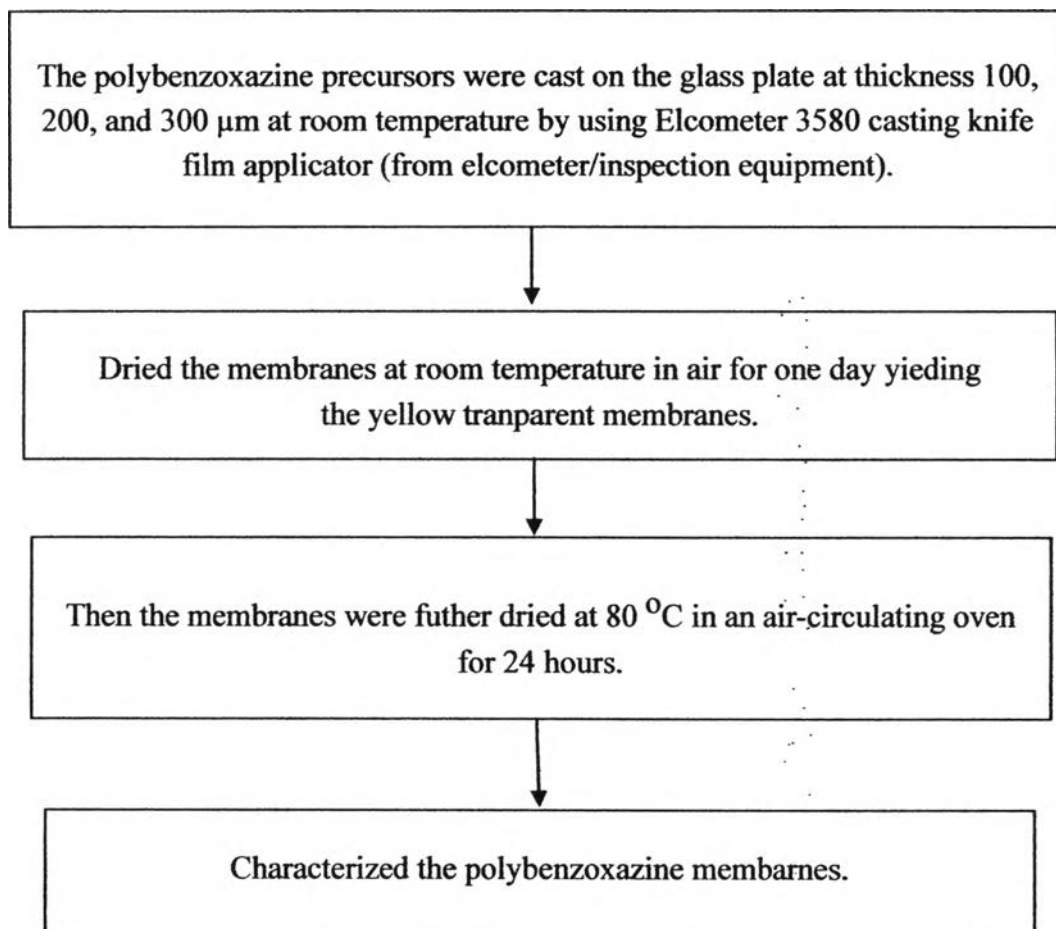 The polybenzoxazine precursors were cast on the glass plate at thickness 100,
200, and 300 µm at room temperature by using Elcometer 3580 casting knife
film applicator (from elcometer/inspection equipment).
Dried the membranes at room temperature in air for one day yieding
the yellow tranparent membranes.
Then the membranes were futher dried at 80 °C in an air-circulating oven
for 24 hours.
Characterized the polybenzoxazine membarnes.